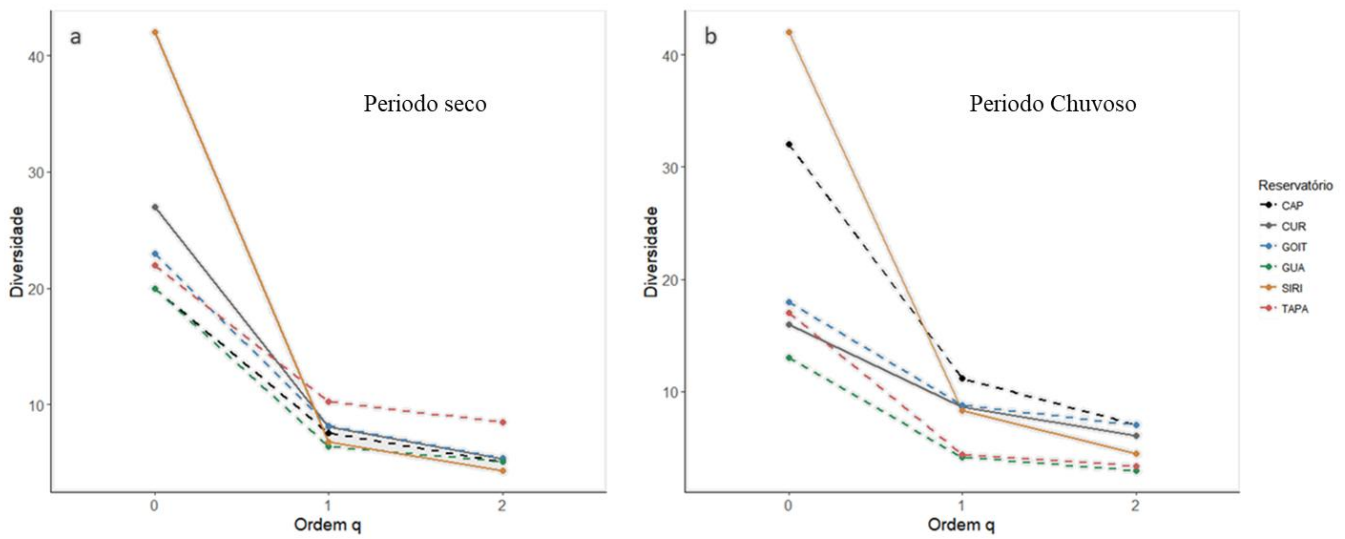 a
Periodo seco
40
30
20
10
Diversidade
0
1
2
Ordem q
b
Periodo Chuvoso
40
30
20
10
Diversidade
0
1
2
Ordem q
Reservatório
CAP
CUR
GOIT
GUA
SIRI
TAPA